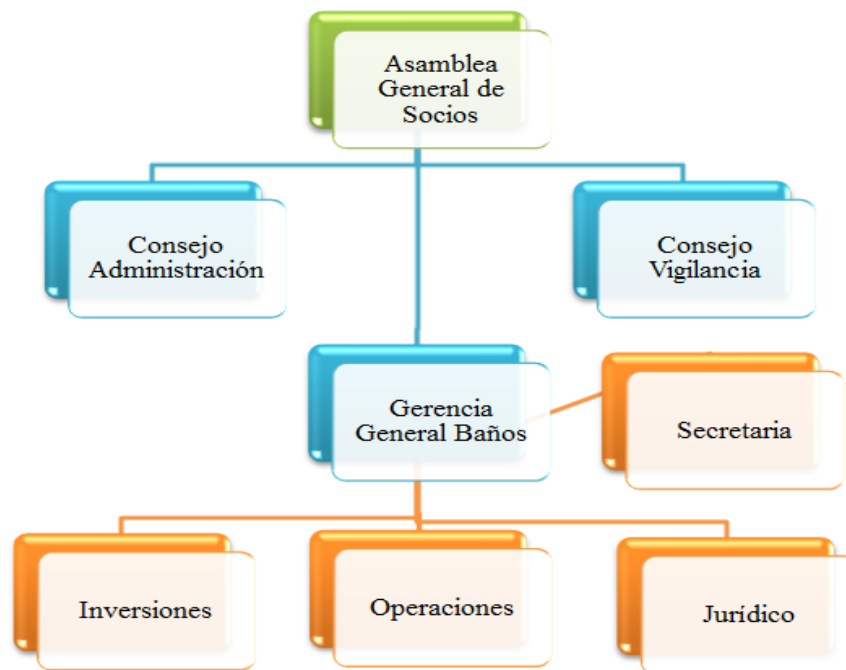 Asamblea
General de
Socios
Consejo
Administración
Consejo
Vigilancia
Gerencia
General Baños
Secretaria
Inversiones
Operaciones
Jurídico